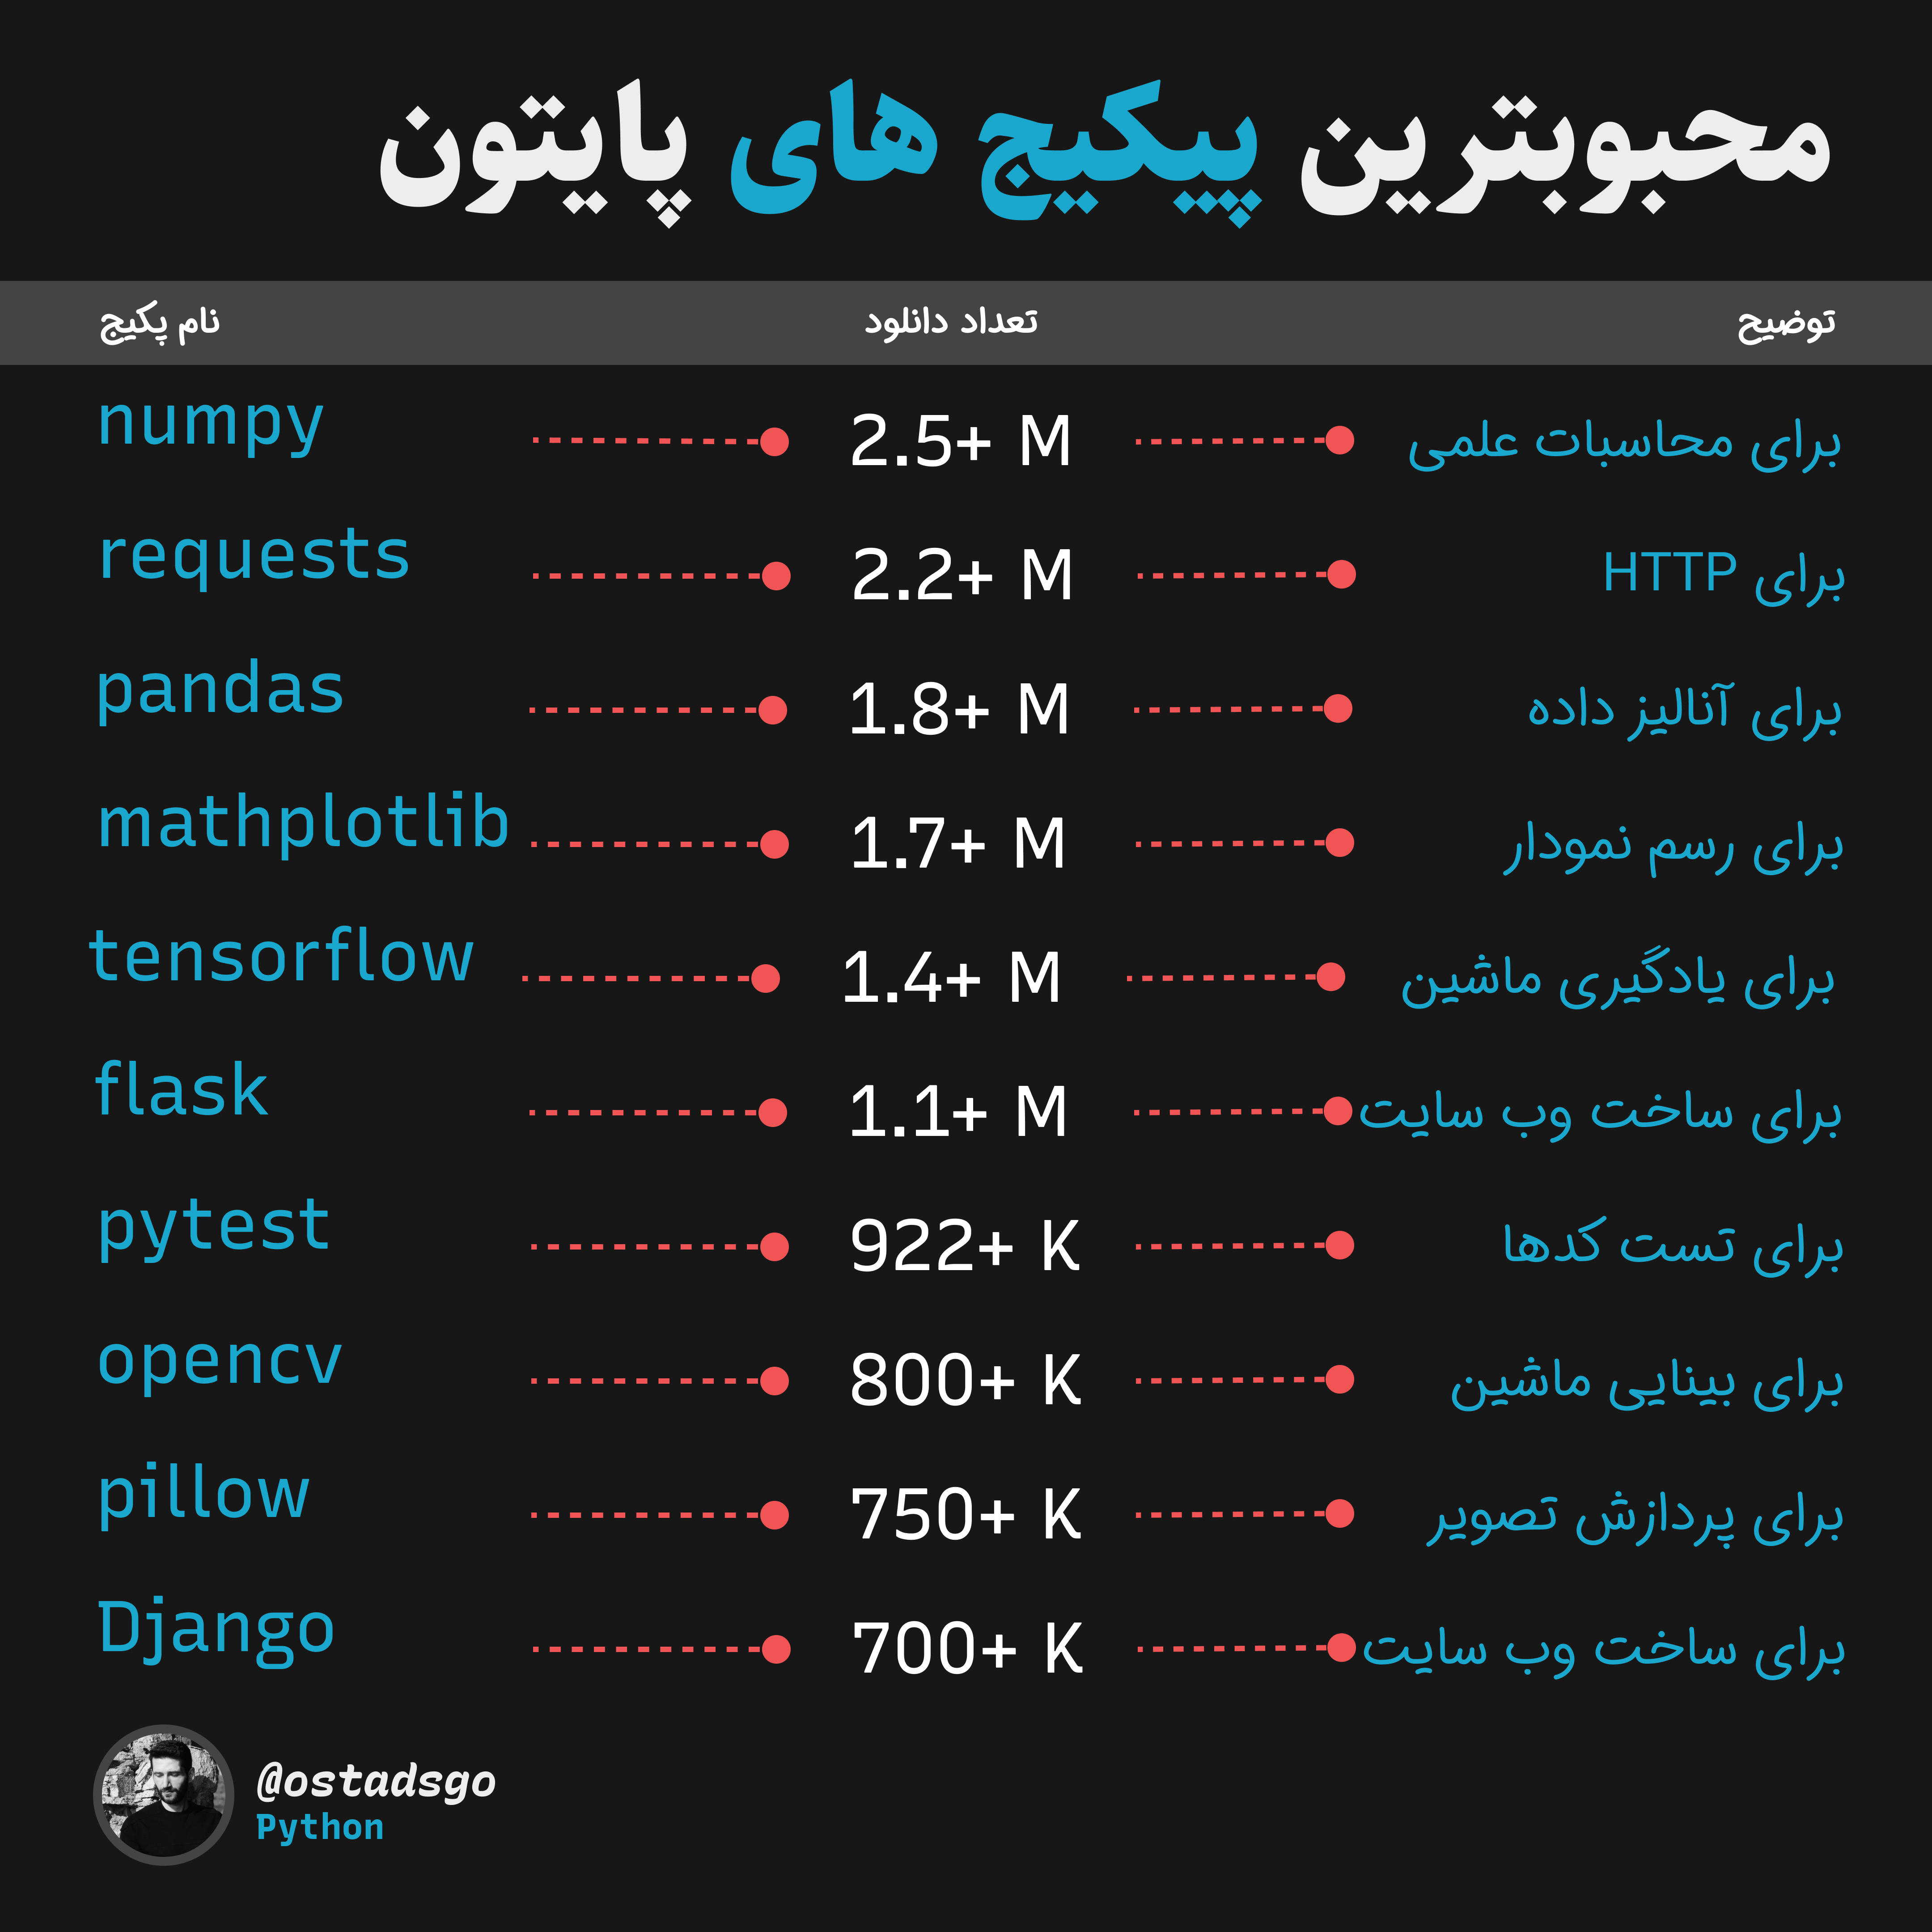 محبوبترین پیکیج های پایتون
توضیح تعداد دانلود نام پکیج
numpy 2.5+ M برای محاسبات علمی
requests 2.2+ M برای HTTP
pandas 1.8+ M برای آنالیز داده
mathplotlib 1.7+ M برای رسم نمودار
tensorflow 1.4+ M برای یادگیری ماشین
flask 1.1+ M برای ساخت وب سایت
pytest 922+ K برای تست کدها
opencv 800+ K برای بینایی ماشین
pillow 750+ K برای پردازش تصویر
Django 700+ K برای ساخت وب سایت
@ostadsgo
Python